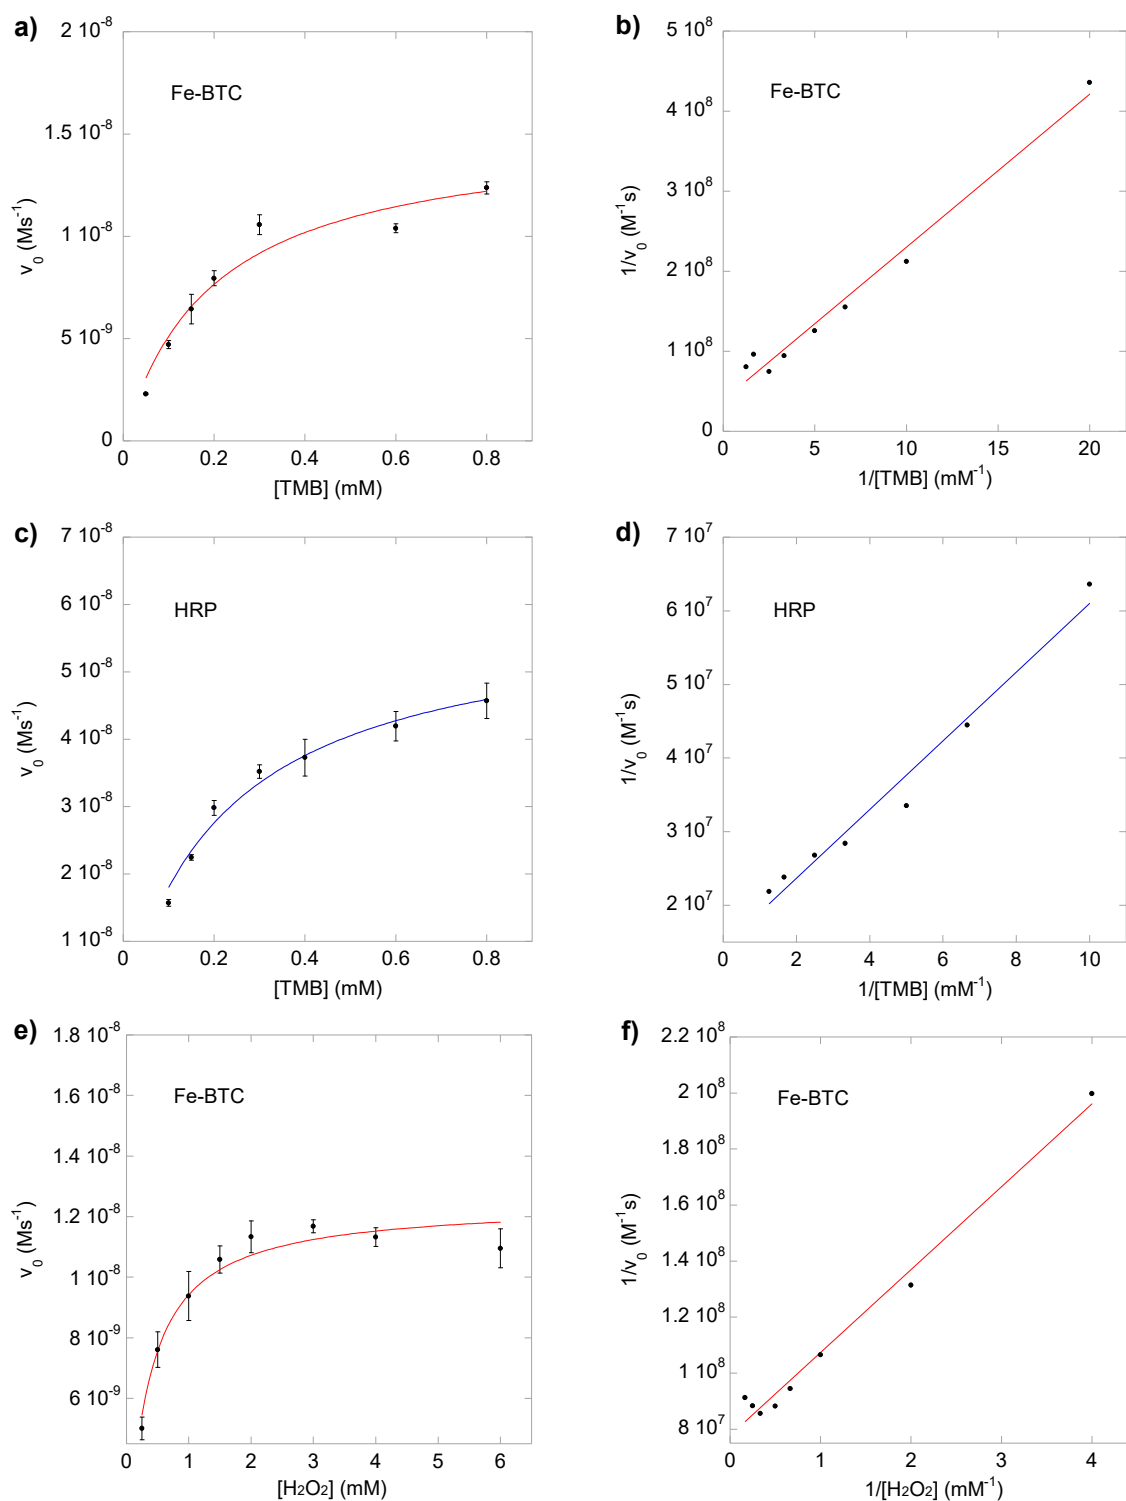 a)
2 10⁻⁸
1.5 10⁻⁸
1 10⁻⁸
5 10⁻⁹
0
Fe-BTC
v₀ (Ms⁻¹)
0 0.2 0.4 0.6 0.8
[TMB] (mM)
b)
5 10⁸
4 10⁸
3 10⁸
2 10⁸
1 10⁸
0
Fe-BTC
1/v₀ (M⁻¹s)
0 5 10 15 20
1/[TMB] (mM⁻¹)
c)
7 10⁻⁸
6 10⁻⁸
5 10⁻⁸
4 10⁻⁸
3 10⁻⁸
2 10⁻⁸
1 10⁻⁸
HRP
v₀ (Ms⁻¹)
0 0.2 0.4 0.6 0.8
[TMB] (mM)
d)
7 10⁷
6 10⁷
5 10⁷
4 10⁷
3 10⁷
2 10⁷
HRP
1/v₀ (M⁻¹s)
0 2 4 6 8 10
1/[TMB] (mM⁻¹)
e)
1.8 10⁻⁸
1.6 10⁻⁸
1.4 10⁻⁸
1.2 10⁻⁸
1 10⁻⁸
8 10⁻⁹
6 10⁻⁹
Fe-BTC
v₀ (Ms⁻¹)
0 1 2 3 4 5 6
[H₂O₂] (mM)
f)
2.2 10⁸
2 10⁸
1.8 10⁸
1.6 10⁸
1.4 10⁸
1.2 10⁸
1 10⁸
8 10⁷
Fe-BTC
1/v₀ (M⁻¹s)
0 1 2 3 4
1/[H₂O₂] (mM⁻¹)